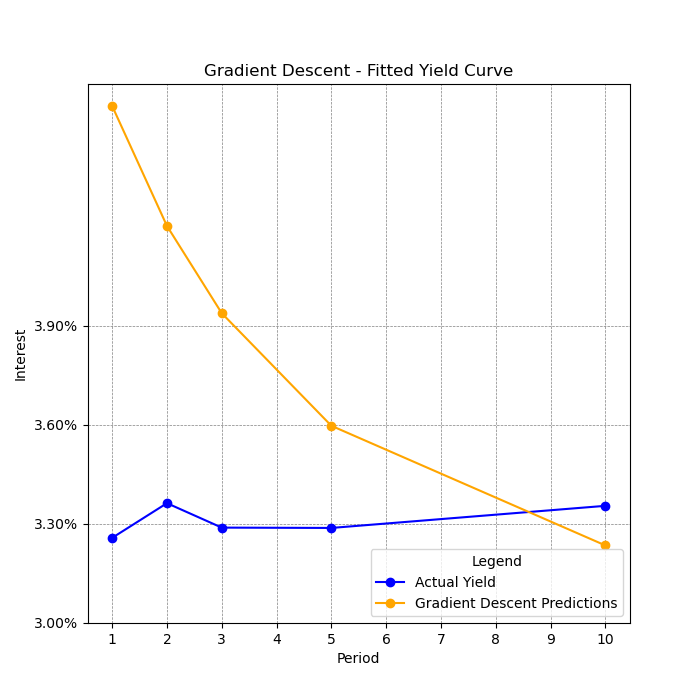 Gradient Descent - Fitted Yield Curve
3.90%
3.60%
3.30%
3.00%
Interest
Legend
Actual Yield
Gradient Descent Predictions
1 2 3 4 5 6 7 8 9 10
Period